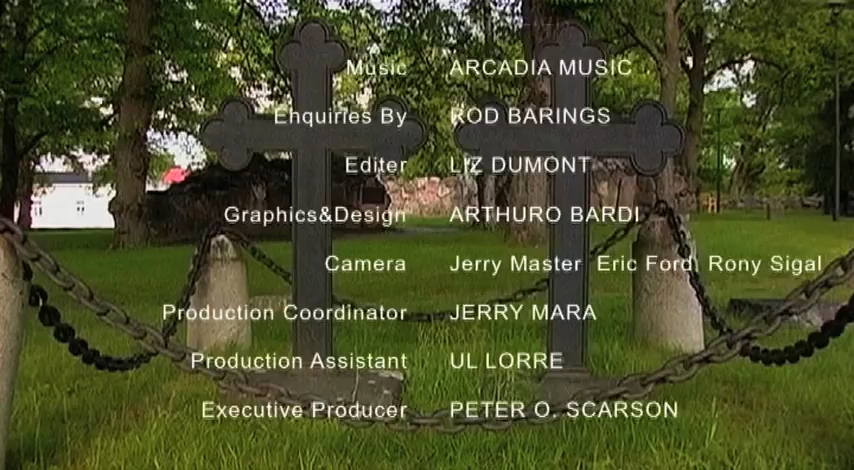 Music ARCADIA MUSIC
Enquiries By ROD BARINGS
Editer LIZ DUMONT
Graphics&Design ARTHURO BARDI
Camera Jerry Master Eric Ford, Rony Sigal
Production Coordinator JERRY MARA
Production Assistant UL LORRE
Executive Producer PETER O. SCARSON